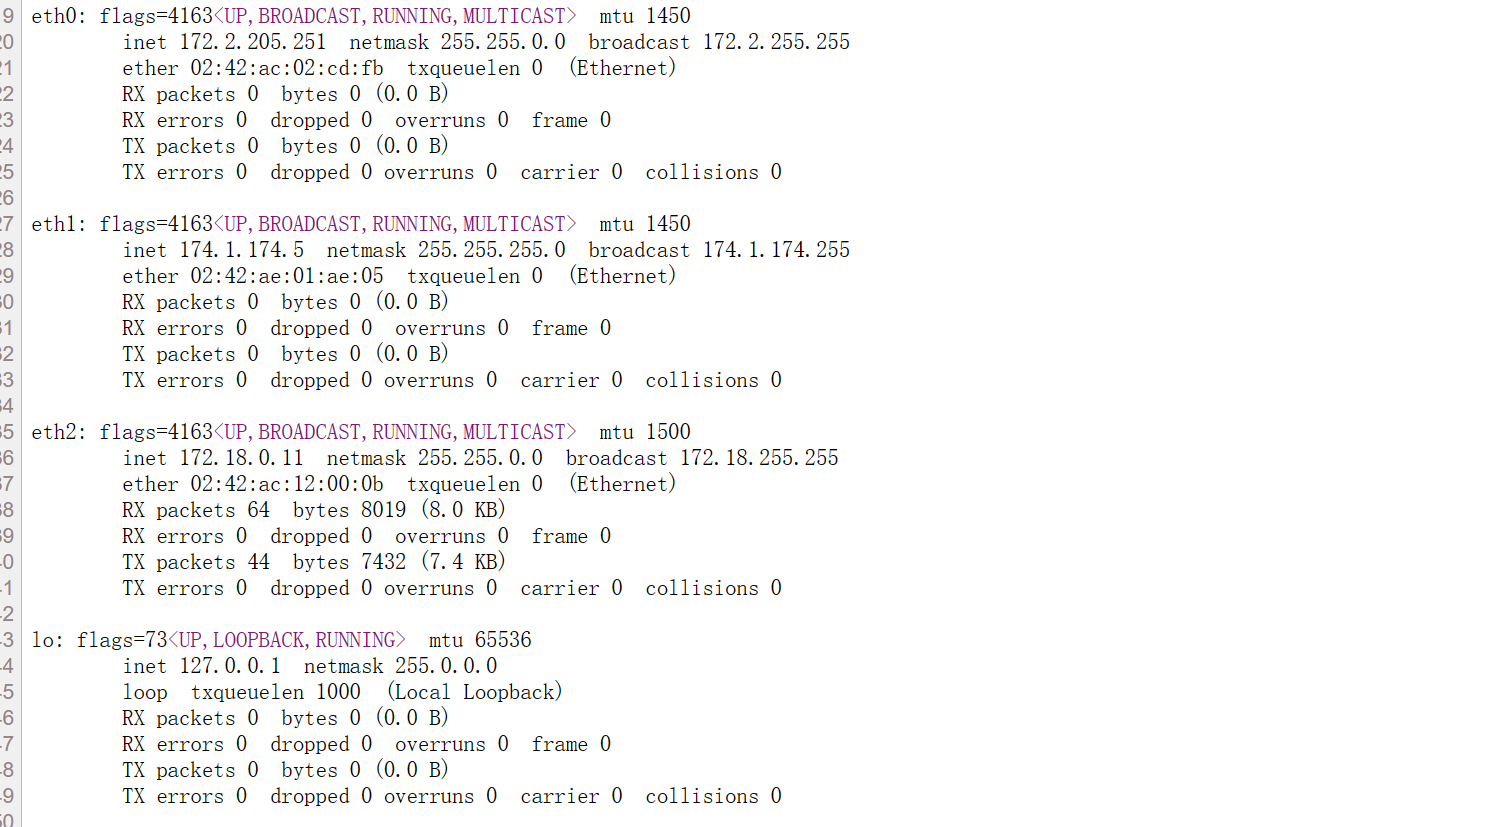 19 eth0: flags=4163<UP,BROADCAST,RUNNING,MULTICAST>  mtu 1450
20         inet 172.2.205.251  netmask 255.255.0.0  broadcast 172.2.255.255
21         ether 02:42:ac:02:cd:fb  txqueuelen 0  (Ethernet)
22         RX packets 0  bytes 0 (0.0 B)
23         RX errors 0  dropped 0  overruns 0  frame 0
24         TX packets 0  bytes 0 (0.0 B)
25         TX errors 0  dropped 0 overruns 0  carrier 0  collisions 0
26
27 eth1: flags=4163<UP,BROADCAST,RUNNING,MULTICAST>  mtu 1450
28         inet 174.1.174.5  netmask 255.255.255.0  broadcast 174.1.174.255
29         ether 02:42:ae:01:ae:05  txqueuelen 0  (Ethernet)
30         RX packets 0  bytes 0 (0.0 B)
31         RX errors 0  dropped 0  overruns 0  frame 0
32         TX packets 0  bytes 0 (0.0 B)
33         TX errors 0  dropped 0 overruns 0  carrier 0  collisions 0
34
35 eth2: flags=4163<UP,BROADCAST,RUNNING,MULTICAST>  mtu 1500
36         inet 172.18.0.11  netmask 255.255.0.0  broadcast 172.18.255.255
37         ether 02:42:ac:12:00:0b  txqueuelen 0  (Ethernet)
38         RX packets 64  bytes 8019 (8.0 KB)
39         RX errors 0  dropped 0  overruns 0  frame 0
40         TX packets 44  bytes 7432 (7.4 KB)
41         TX errors 0  dropped 0 overruns 0  carrier 0  collisions 0
42
43 lo: flags=73<UP,LOOPBACK,RUNNING>  mtu 65536
44         inet 127.0.0.1  netmask 255.0.0.0
45         loop  txqueuelen 1000  (Local Loopback)
46         RX packets 0  bytes 0 (0.0 B)
47         RX errors 0  dropped 0  overruns 0  frame 0
48         TX packets 0  bytes 0 (0.0 B)
49         TX errors 0  dropped 0 overruns 0  carrier 0  collisions 0
50